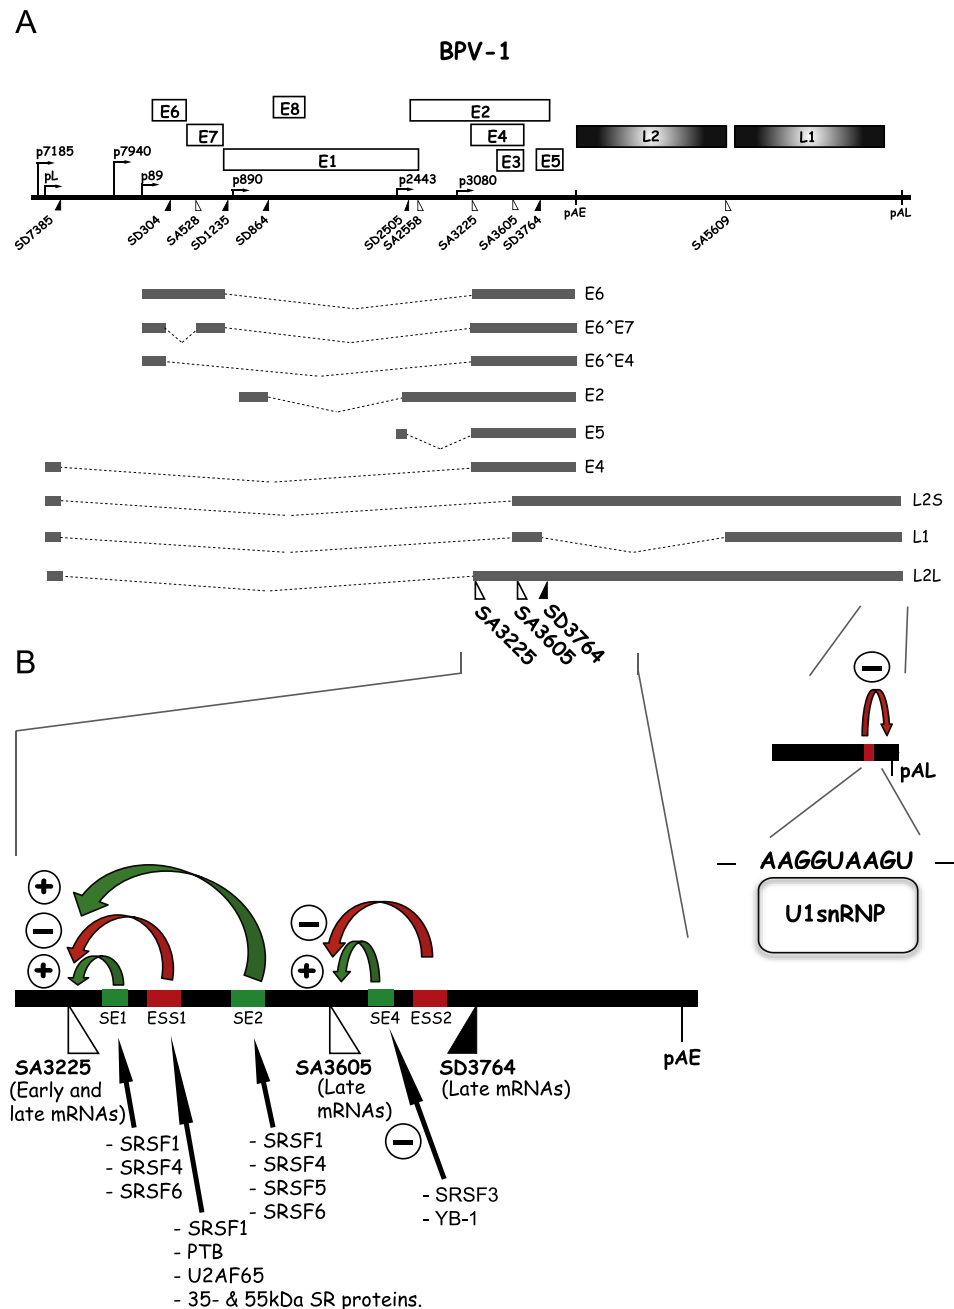 A
BPV-1
E6
E8
E2
E7
E4
L2
L1
E1
E3
E5
p7185
p7940
pL
p89
p890
p2443
p3080
SD7385
SD304
SA528
SD1235
SD864
SD2505
SA2558
SA3225
SA3605
SD3764
pAE
SA5609
pAL
E6
E6^E7
E6^E4
E2
E5
E4
L2S
L1
L2L
SA3225
SA3605
SD3764
B
−
pAL
— AAGGUAAGU —
U1snRNP
+
−
+
−
+
SE1
ESS1
SE2
SE4
ESS2
pAE
SA3225
(Early and
late mRNAs)
SA3605
(Late
mRNAs)
SD3764
(Late mRNAs)
−
- SRSF1
- SRSF4
- SRSF6
- SRSF1
- PTB
- U2AF65
- 35- & 55kDa SR proteins.
- SRSF1
- SRSF4
- SRSF5
- SRSF6
- SRSF3
- YB-1